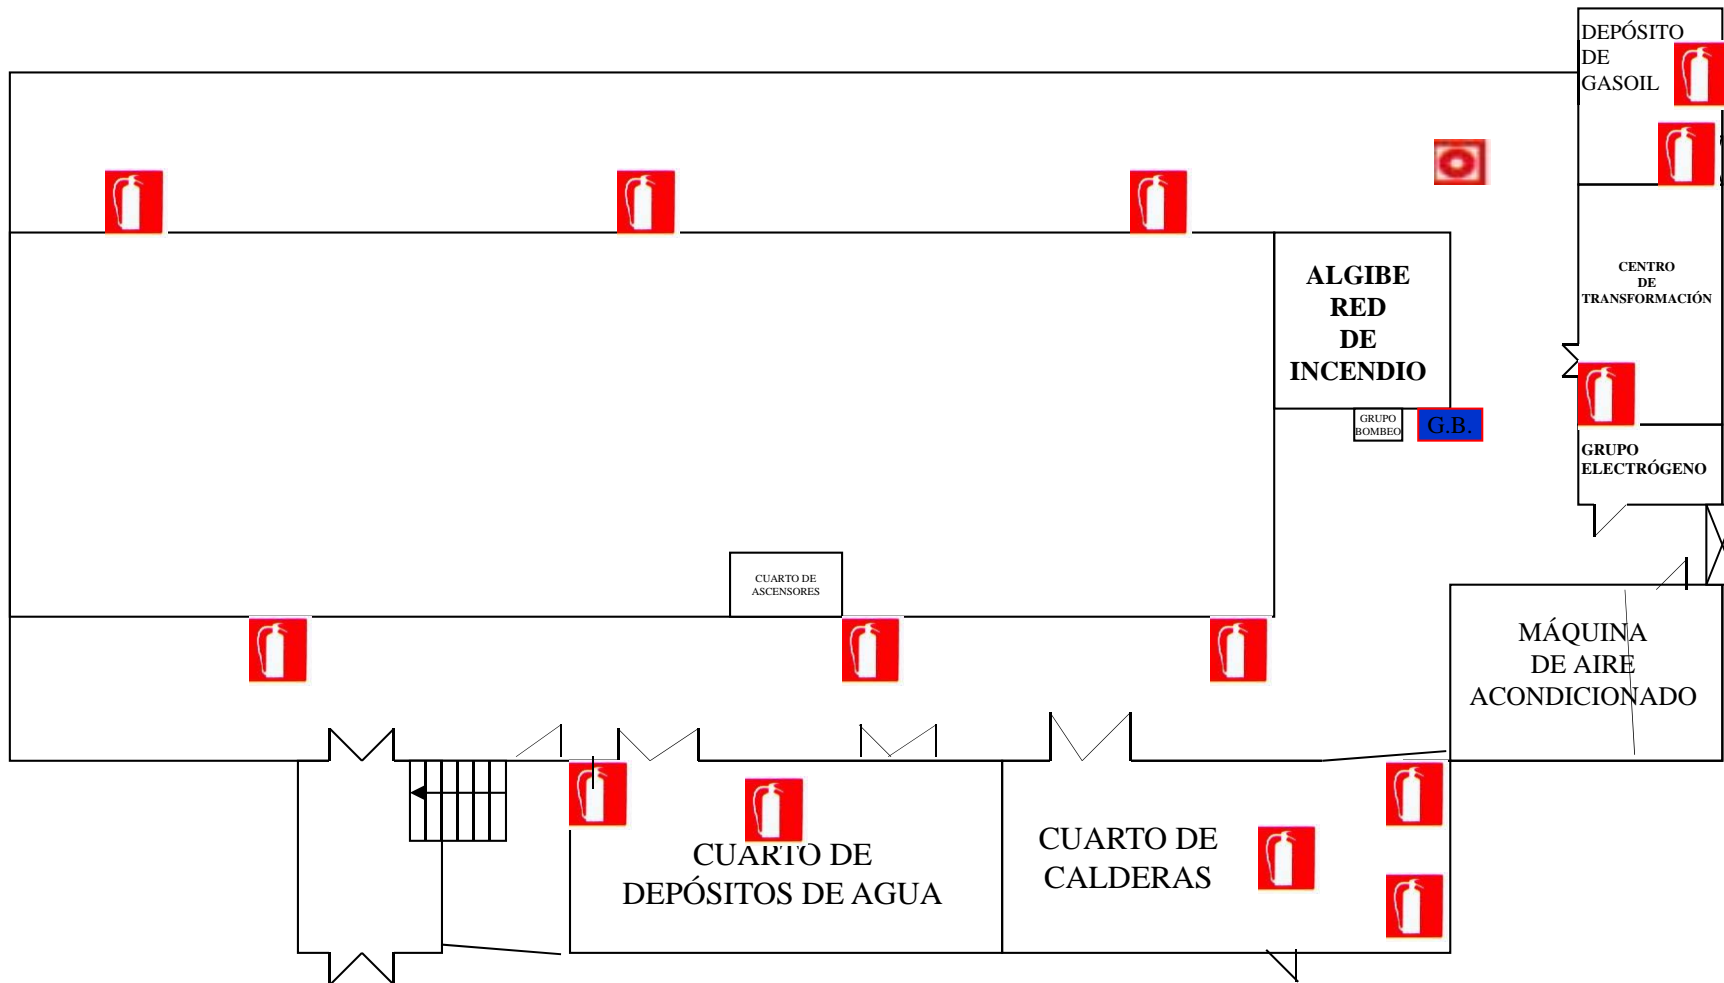 DEPÓSITO
DE
GASOIL
CENTRO
DE
TRANSFORMACIÓN
ALGIBE
RED
DE
INCENDIO
GRUPO
BOMBEO
G.B.
GRUPO
ELECTRÓGENO
CUARTO DE
ASCENSORES
MÁQUINA
DE AIRE
ACONDICIONADO
CUARTO DE
DEPÓSITOS DE AGUA
CUARTO DE
CALDERAS